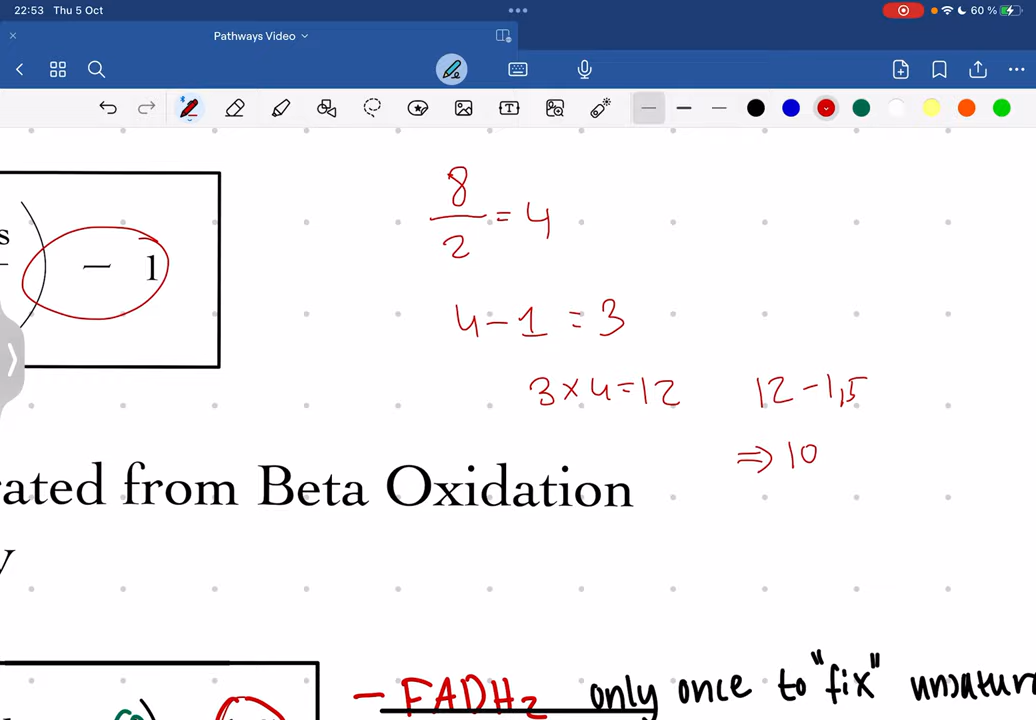 22:53 Thu 5 Oct
60 %
Pathways Video
8
2 = 4
s
– 1
4 – 1 = 3
3 × 4 = 12
12 – 1,5
⇒ 10
rated from Beta Oxidation
y
– FADH2 only once to "fix" unsatur